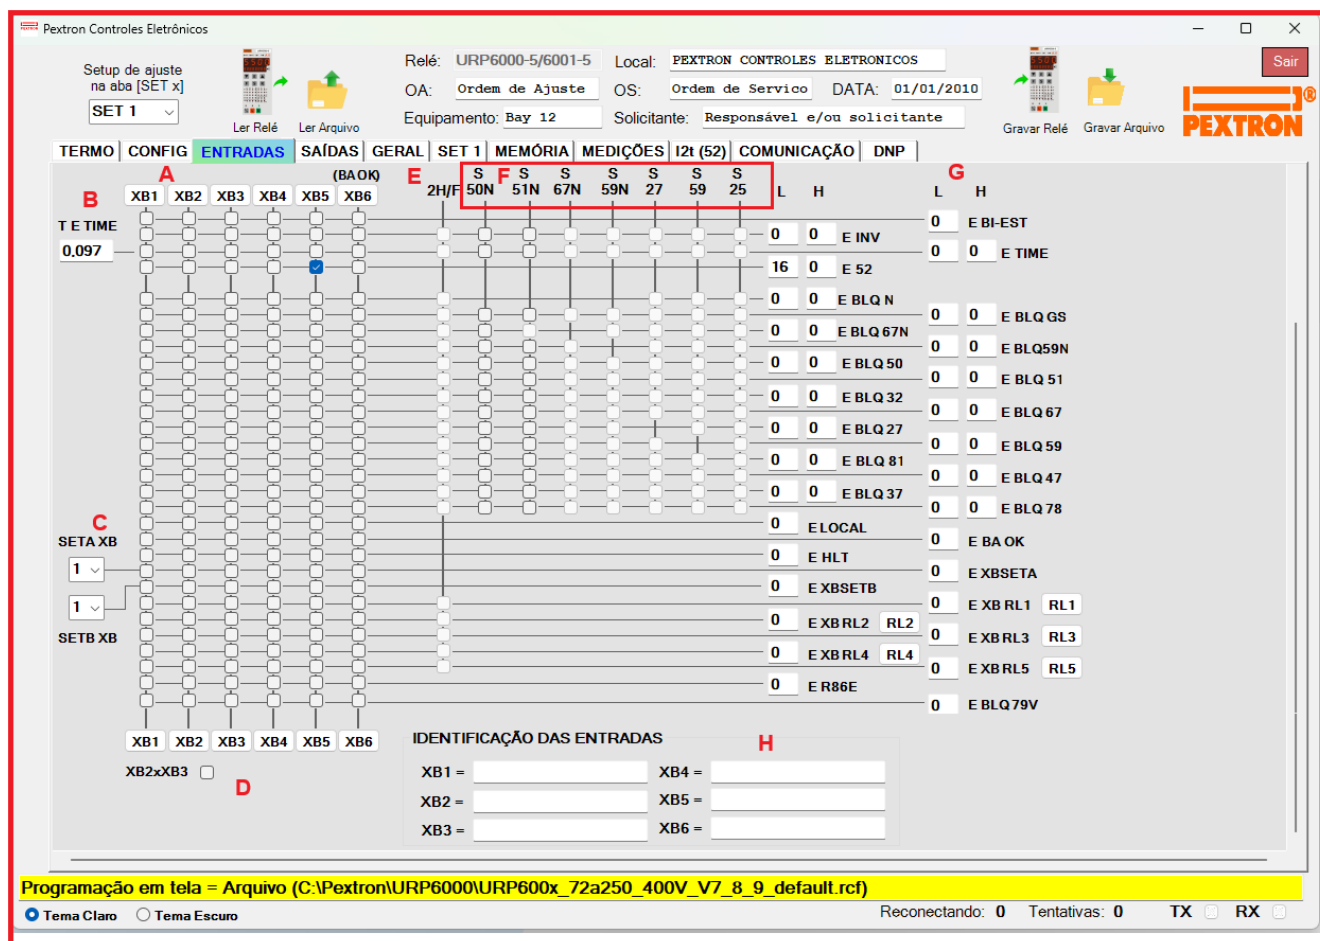 Pextron Controles Eletrônicos
Setup de ajuste
na aba [SET x]
SET 1
Ler Relé
Ler Arquivo
Relé: URP6000-5/6001-5 Local: PEXTRON CONTROLES ELETRONICOS
OA: Ordem de Ajuste OS: Ordem de Servico DATA: 01/01/2010
Equipamento: Bay 12 Solicitante: Responsável e/ou solicitante
Gravar Relé
Gravar Arquivo
Sair
PEXTRON®
TERMO CONFIG ENTRADAS SAÍDAS GERAL SET 1 MEMÓRIA MEDIÇÕES I2t (52) COMUNICAÇÃO DNP
A (BA OK) E F G
B XB1 XB2 XB3 XB4 XB5 XB6 2H/F S 50N S 51N S 67N S 59N S 27 S 59 S 25 L H L H
T E TIME
0.097
0 E BI-EST
0 0 E INV
0 0 E TIME
16 0 E 52
0 0 E BLQ N
0 0 E BLQ GS
0 0 E BLQ 67N
0 0 E BLQ59N
0 0 E BLQ 50
0 0 E BLQ 51
0 0 E BLQ 32
0 0 E BLQ 67
0 0 E BLQ 27
0 0 E BLQ 59
0 0 E BLQ 81
0 0 E BLQ 47
0 0 E BLQ 37
0 0 E BLQ 78
C
SETA XB
1
0 E LOCAL
0 E BA OK
0 E HLT
0 E XBSETA
0 E XBSETB
1
SETB XB
0 E XB RL1 RL1
0 E XB RL2 RL2
0 E XB RL3 RL3
0 E XB RL4 RL4
0 E XB RL5 RL5
0 E R86E
0 E BLQ79V
XB1 XB2 XB3 XB4 XB5 XB6
XB2xXB3
D
IDENTIFICAÇÃO DAS ENTRADAS H
XB1 = XB4 =
XB2 = XB5 =
XB3 = XB6 =
Programação em tela = Arquivo (C:\Pextron\URP6000\URP600x_72a250_400V_V7_8_9_default.rcf)
Tema Claro Tema Escuro Reconectando: 0 Tentativas: 0 TX RX